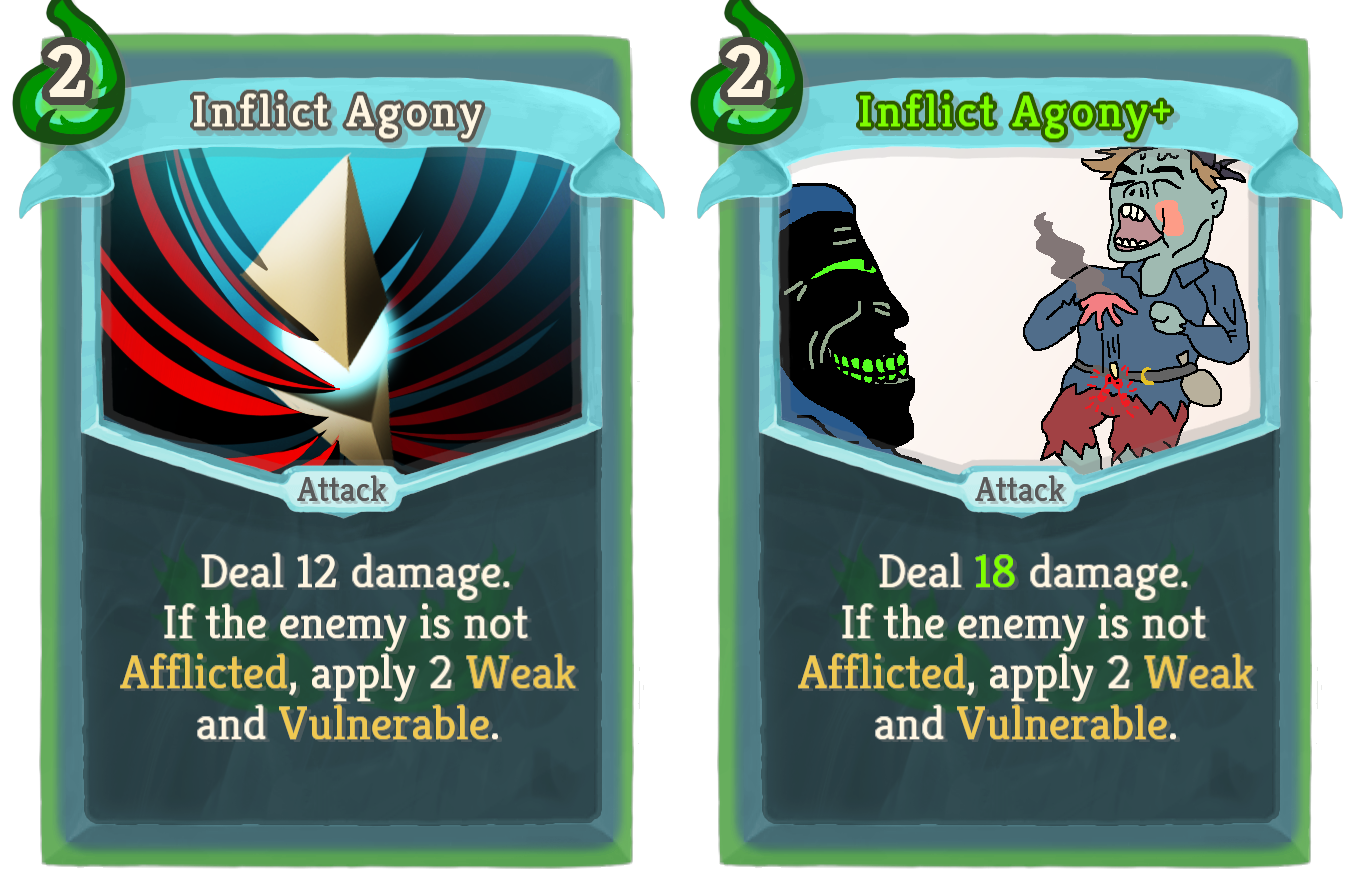 2
Inflict Agony
Attack
Deal 12 damage.
If the enemy is not
Afflicted, apply 2 Weak
and Vulnerable.
2
Inflict Agony+
Attack
Deal 18 damage.
If the enemy is not
Afflicted, apply 2 Weak
and Vulnerable.